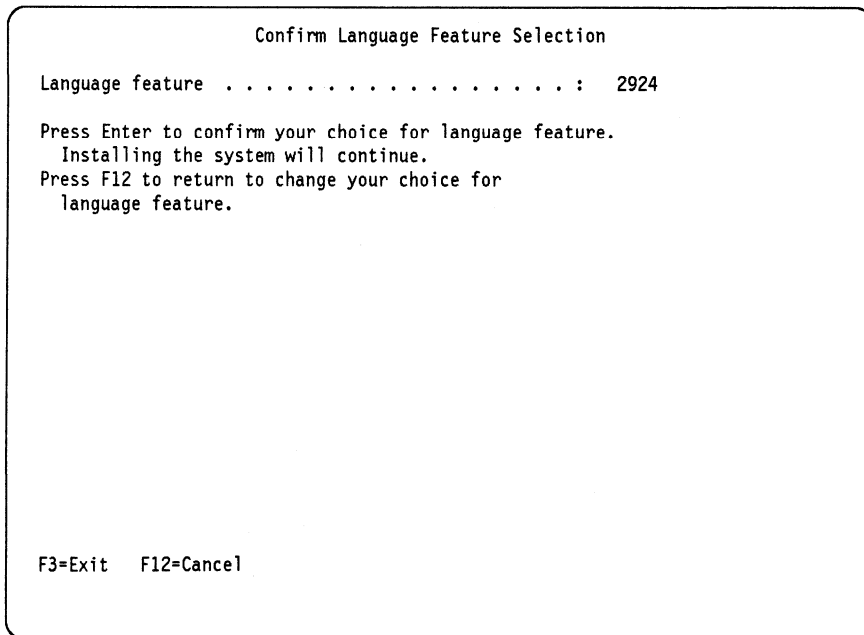 Confirm Language Feature Selection
Language feature . . . . . . . . . . . . . . . . . : 2924
Press Enter to confirm your choice for language feature.
Installing the system will continue.
Press F12 to return to change your choice for
language feature.
F3=Exit F12=Cancel